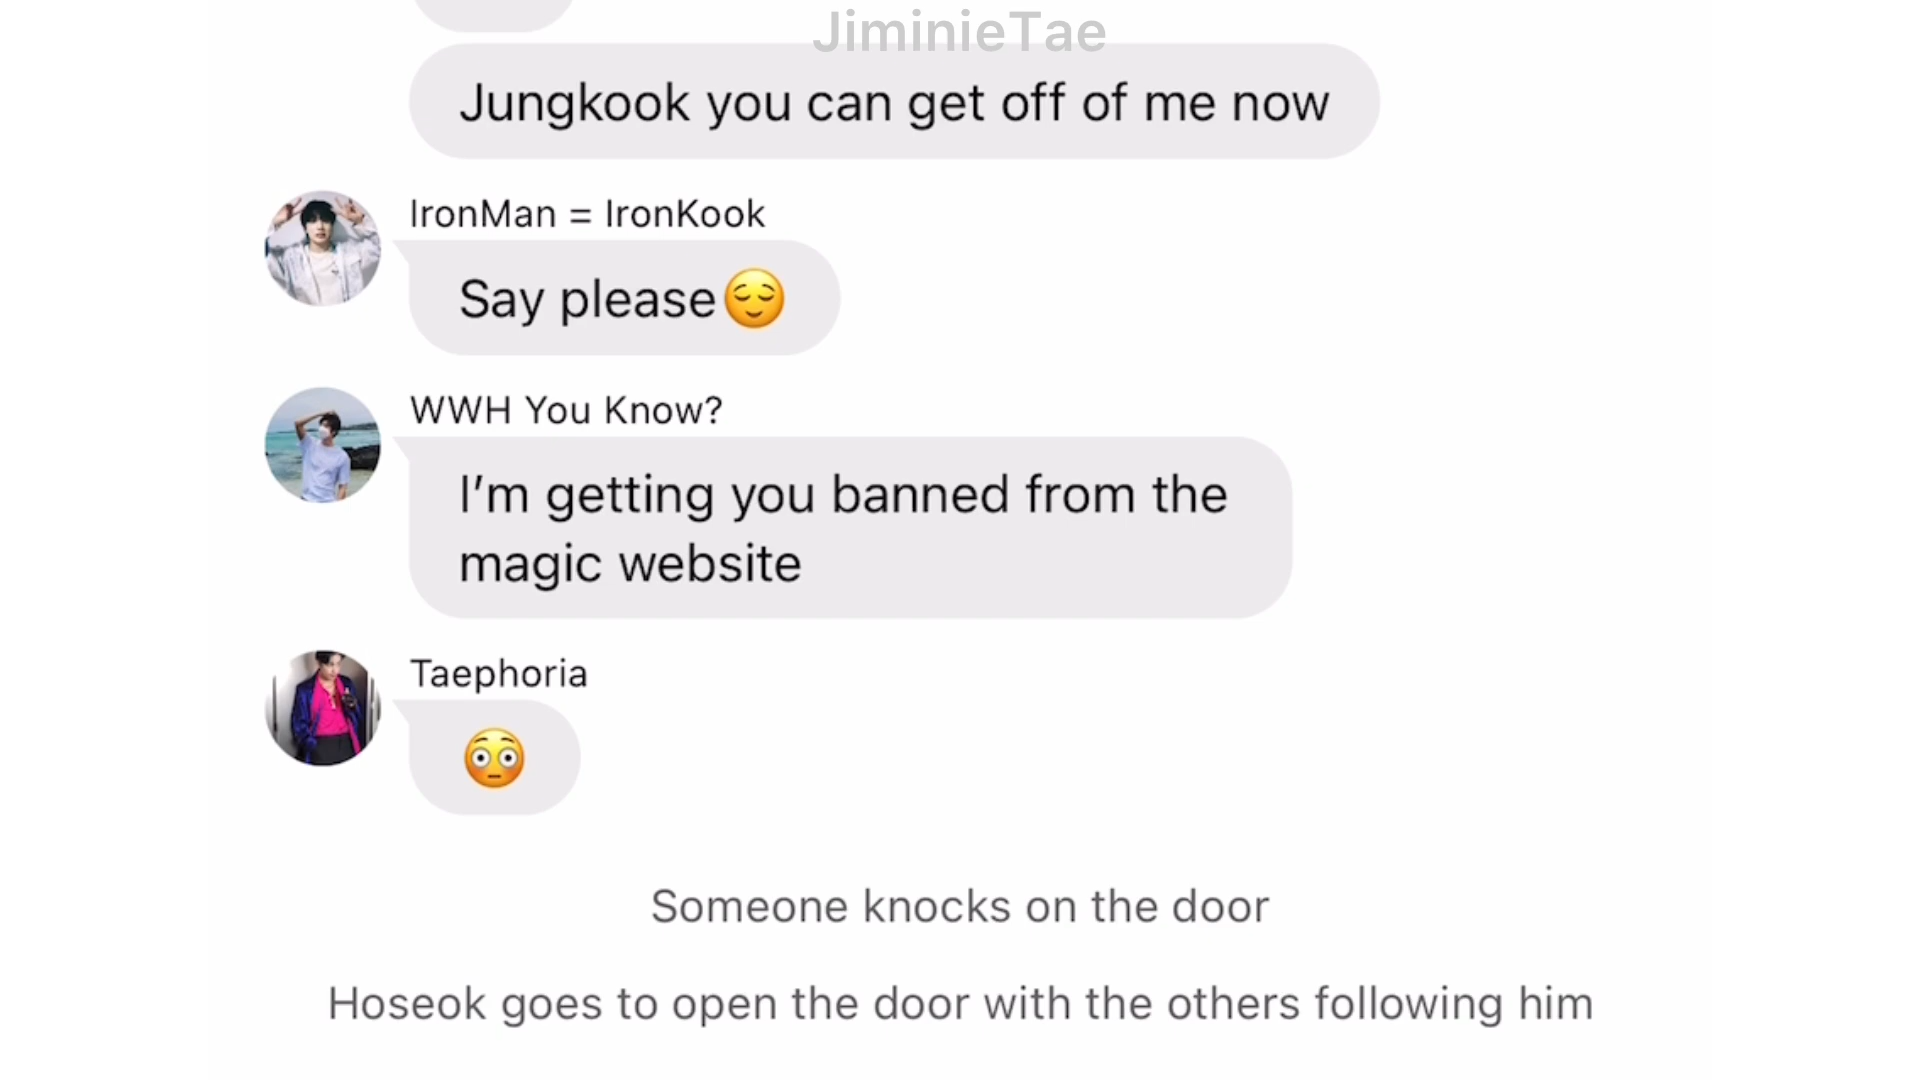 JiminieTae
Jungkook you can get off of me now
IronMan = IronKook
Say please😌
WWH You Know?
I’m getting you banned from the
magic website
Taephoria
😳
Someone knocks on the door
Hoseok goes to open the door with the others following him